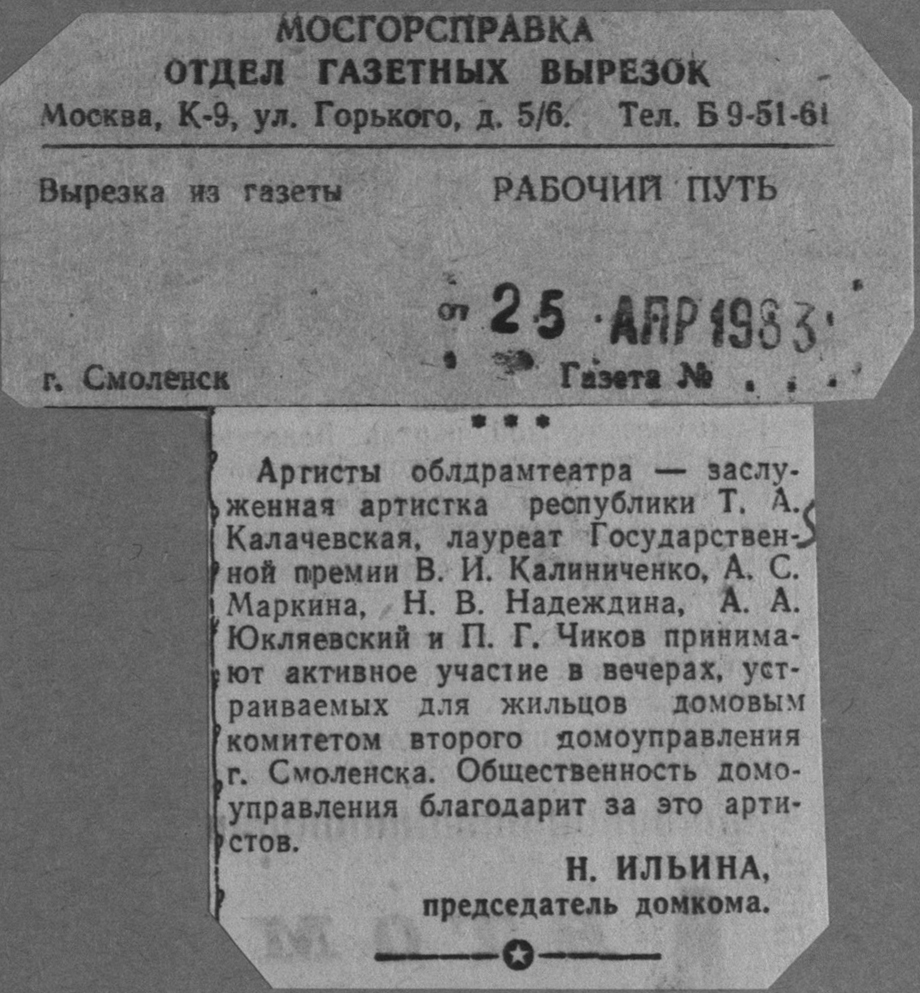 МОСГОРСПРАВКА
ОТДЕЛ ГАЗЕТНЫХ ВЫРЕЗОК
Москва, К-9, ул. Горького, д. 5/6. Тел. Б 9-51-61
Вырезка из газеты РАБОЧИЙ ПУТЬ
от 25 АПР 1983
г. Смоленск Газета № . . . .
* * *
Артисты облдрамтеатра — заслу-
женная артистка республики Т. А.
Калачевская, лауреат Государствен-
ной премии В. И. Калиниченко, А. С.
Маркина, Н. В. Надеждина, А. А.
Юкляевский и П. Г. Чиков принима-
ют активное участие в вечерах, уст-
раиваемых для жильцов домовым
комитетом второго домоуправления
г. Смоленска. Общественность домо-
управления благодарит за это арти-
стов.
Н. ИЛЬИНА,
председатель домкома.